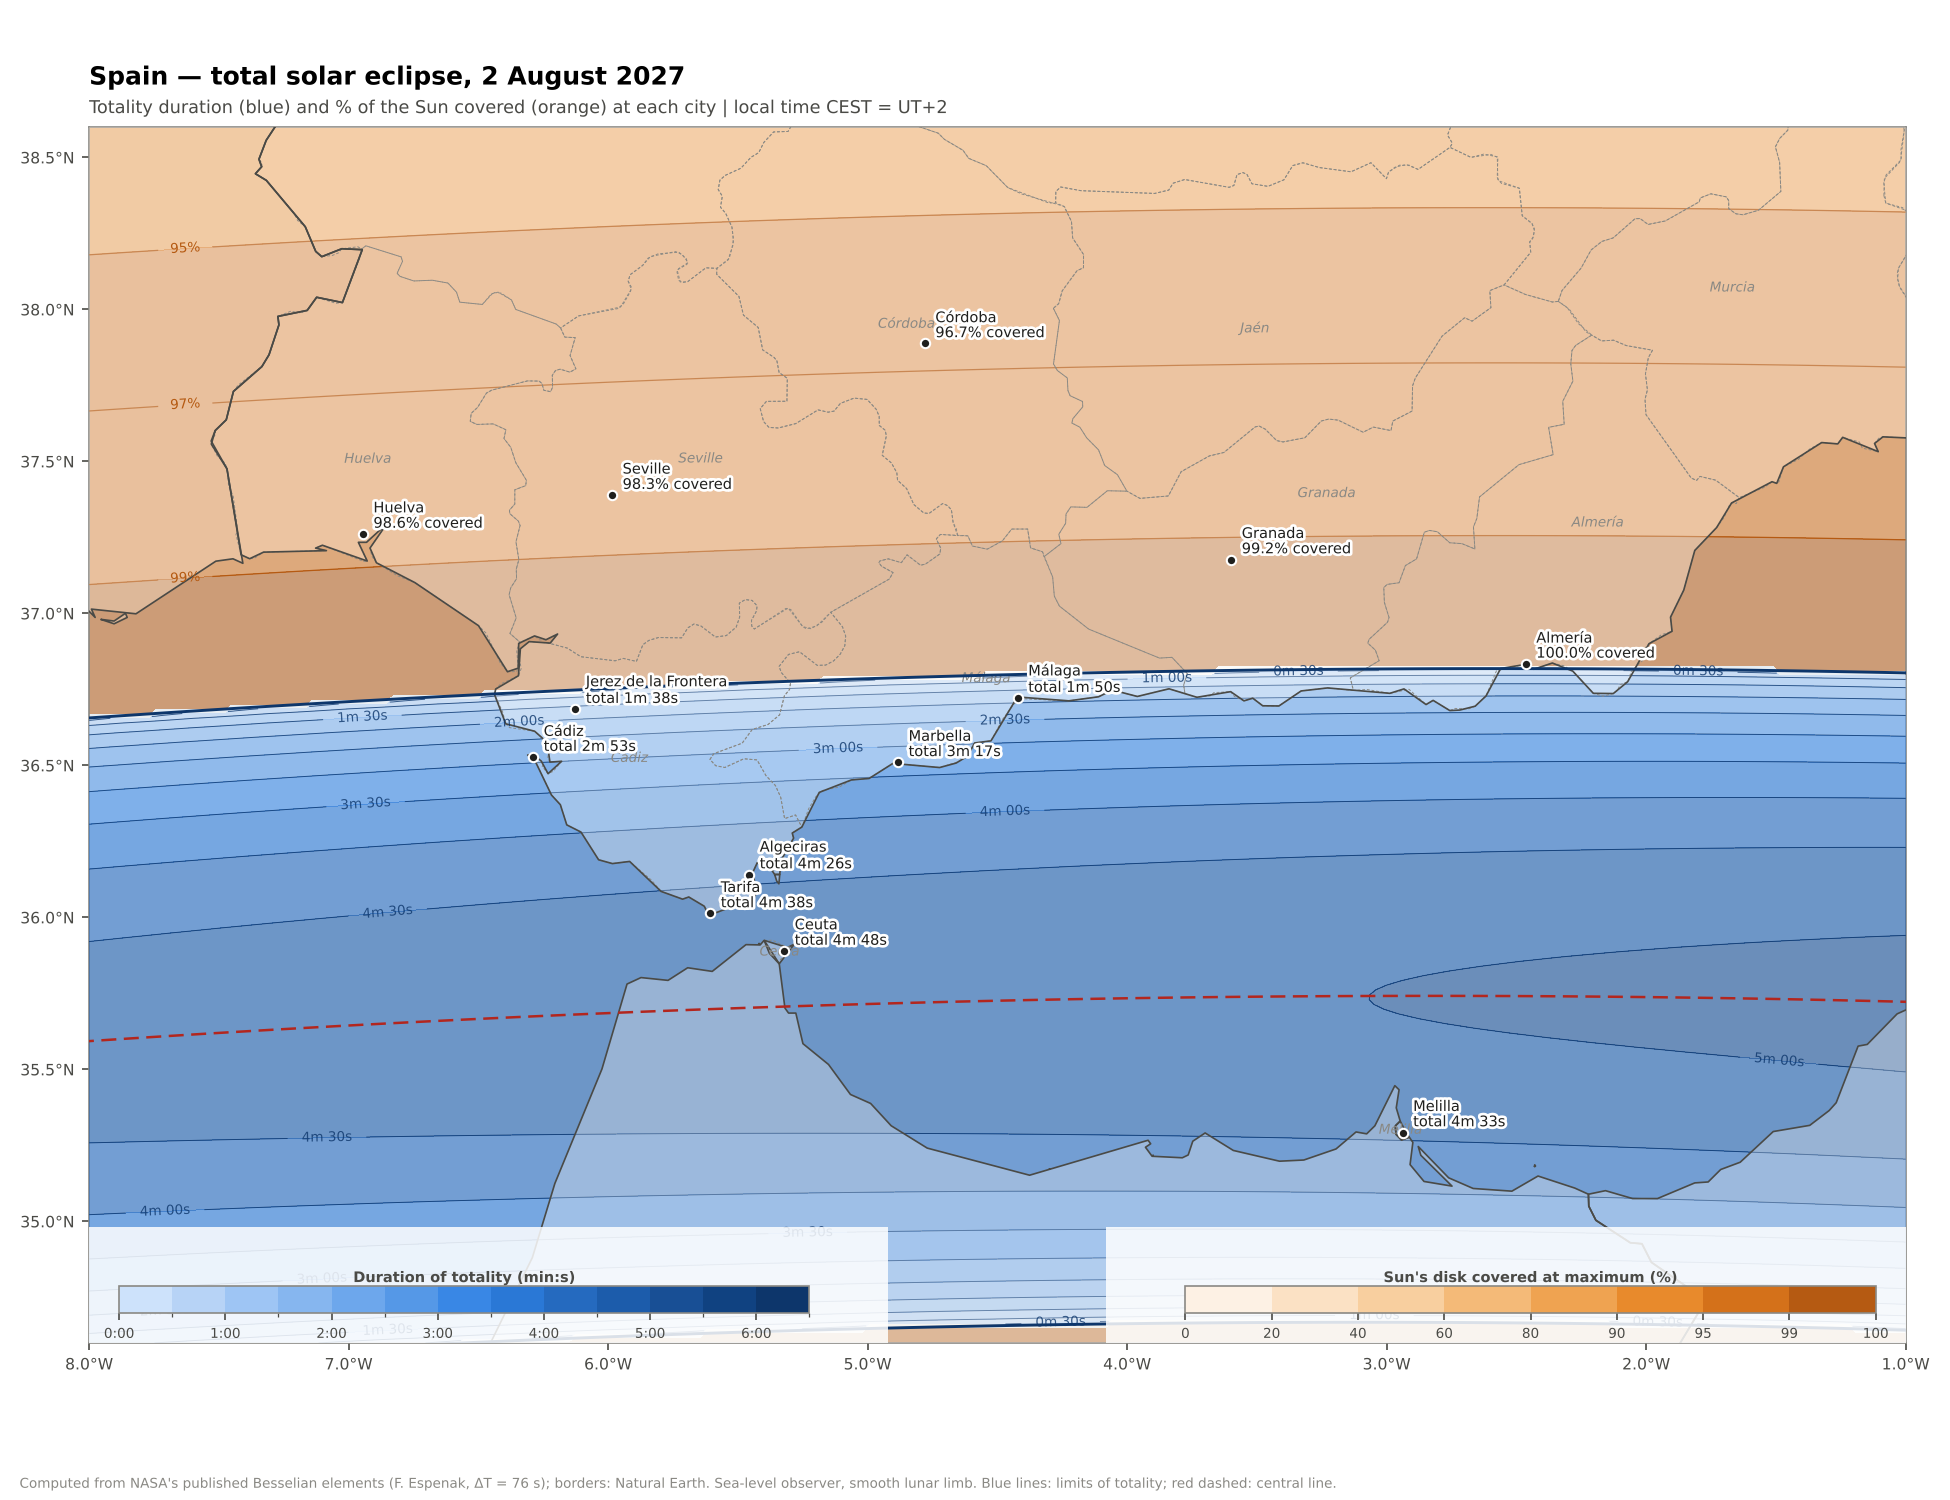 Spain — total solar eclipse, 2 August 2027
Totality duration (blue) and % of the Sun covered (orange) at each city | local time CEST = UT+2
38.5°N
95%
Murcia
38.0°N
Córdoba
Córdoba
96.7% covered
Jaén
97%
37.5°N
Huelva
Seville
Seville
98.3% covered
Granada
Huelva
98.6% covered
Almería
Granada
99.2% covered
99%
37.0°N
Almería
100.0% covered
Málaga
Málaga
total 1m 50s
1m 00s
0m 30s
0m 30s
Jerez de la Frontera
total 1m 38s
1m 30s
2m 00s
2m 30s
Cádiz
total 2m 53s
Cádiz
3m 00s
Marbella
total 3m 17s
36.5°N
3m 30s
4m 00s
Algeciras
total 4m 26s
Tarifa
total 4m 38s
4m 30s
36.0°N
Ceuta
total 4m 48s
35.5°N
5m 00s
Melilla
total 4m 33s
4m 30s
4m 00s
35.0°N
3m 30s
3m 00s
Duration of totality (min:s)
0:00 1:00 2:00 3:00 4:00 5:00 6:00
1m 30s
0m 30s
Sun's disk covered at maximum (%)
0 20 40 60 80 90 95 99 100
0m 30s
8.0°W 7.0°W 6.0°W 5.0°W 4.0°W 3.0°W 2.0°W 1.0°W
Computed from NASA's published Besselian elements (F. Espenak, ΔT = 76 s); borders: Natural Earth. Sea-level observer, smooth lunar limb. Blue lines: limits of totality; red dashed: central line.